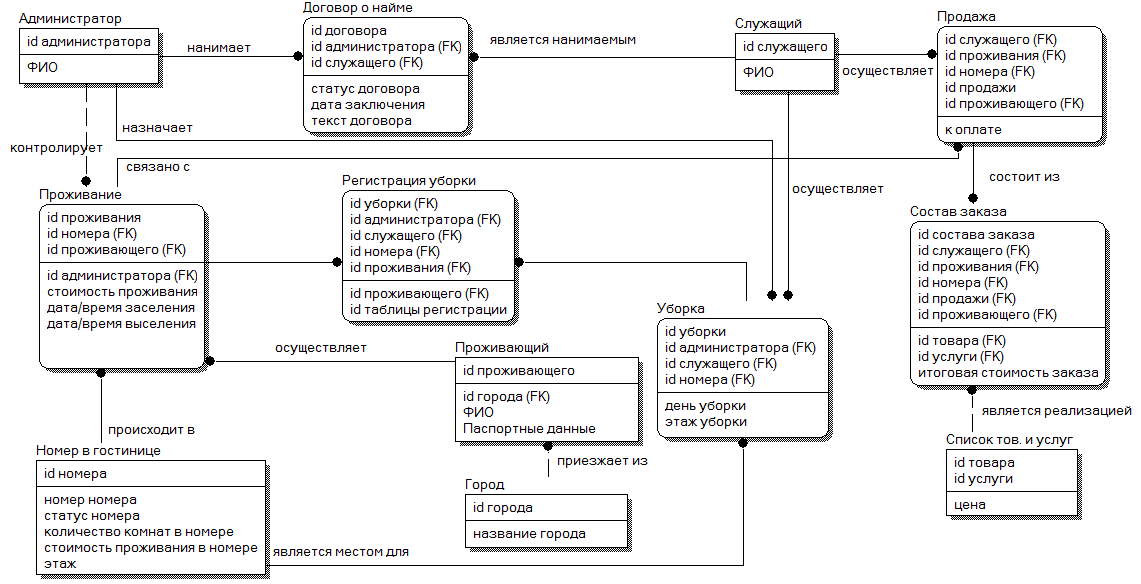 Администратор
id администратора
ФИО
нанимает
Договор о найме
id договора
id администратора (FK)
id служащего (FK)
статус договора
дата заключения
текст договора
является нанимаемым
Служащий
id служащего
ФИО
осуществляет
Продажа
id служащего (FK)
id проживания (FK)
id номера (FK)
id продажи
id проживающего (FK)
к оплате
назначает
контролирует
связано с
осуществляет
состоит из
Проживание
id проживания
id номера (FK)
id проживающего (FK)
id администратора (FK)
стоимость проживания
дата/время заселения
дата/время выселения
Регистрация уборки
id уборки (FK)
id администратора (FK)
id служащего (FK)
id номера (FK)
id проживания (FK)
id проживающего (FK)
id таблицы регистрации
Состав заказа
id состава заказа
id служащего (FK)
id проживания (FK)
id номера (FK)
id продажи (FK)
id проживающего (FK)
id товара (FK)
id услуги (FK)
итоговая стоимость заказа
Уборка
id уборки
id администратора (FK)
id служащего (FK)
id номера (FK)
день уборки
этаж уборки
осуществляет
Проживающий
id проживающего
id города (FK)
ФИО
Паспортные данные
является реализацией
происходит в
приезжает из
Номер в гостинице
id номера
номер номера
статус номера
количество комнат в номере
стоимость проживания в номере
этаж
Город
id города
название города
Список тов. и услуг
id товара
id услуги
цена
является местом для